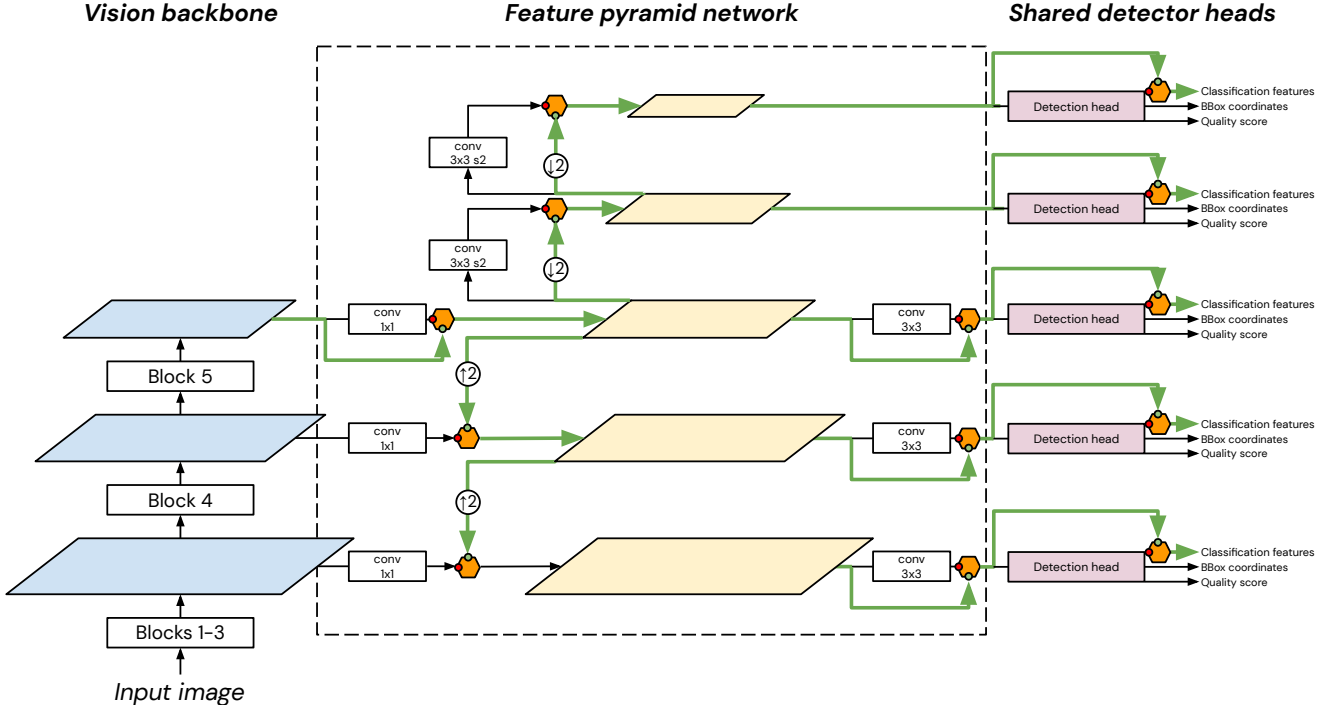 Vision backbone
Feature pyramid network
Shared detector heads
conv
3x3 s2
↓2
Detection head
Classification features
BBox coordinates
Quality score
conv
3x3 s2
↓2
Detection head
Classification features
BBox coordinates
Quality score
conv
1x1
conv
3x3
Detection head
Classification features
BBox coordinates
Quality score
Block 5
↑2
conv
1x1
conv
3x3
Detection head
Classification features
BBox coordinates
Quality score
Block 4
↑2
conv
1x1
conv
3x3
Detection head
Classification features
BBox coordinates
Quality score
Blocks 1-3
Input image